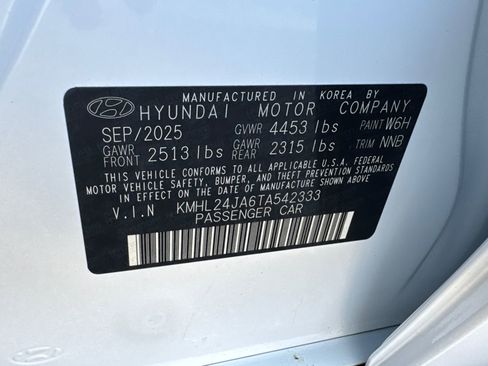 MANUFACTURED IN KOREA BY
HYUNDAI MOTOR COMPANY
SEP/2025 GVWR 4453 lbs PAINT W6H
GAWR FRONT 2513 lbs GAWR REAR 2315 lbs TRIM NNB
THIS VEHICLE CONFORMS TO ALL APPLICABLE U.S.A. FEDERAL
MOTOR VEHICLE SAFETY, BUMPER, AND THEFT PREVENTION STANDARDS
IN EFFECT ON THE DATE OF MANUFACTURE SHOWN ABOVE.
V.I.N KMHL24JA6TA542333
PASSENGER CAR